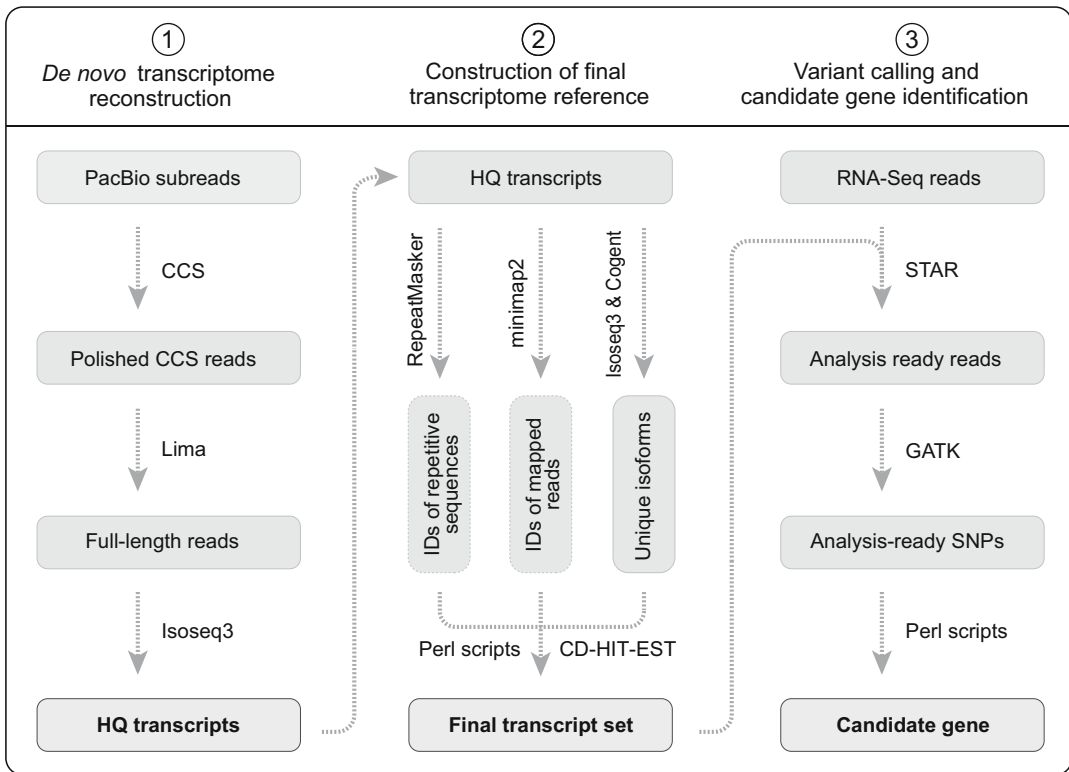 1
De novo transcriptome
reconstruction
PacBio subreads
CCS
Polished CCS reads
Lima
Full-length reads
Isoseq3
HQ transcripts
2
Construction of final
transcriptome reference
HQ transcripts
RepeatMasker
minimap2
Isoseq3 & Cogent
IDs of repetitive
sequences
IDs of mapped
reads
Unique isoforms
Perl scripts
CD-HIT-EST
Final transcript set
3
Variant calling and
candidate gene identification
RNA-Seq reads
STAR
Analysis ready reads
GATK
Analysis-ready SNPs
Perl scripts
Candidate gene